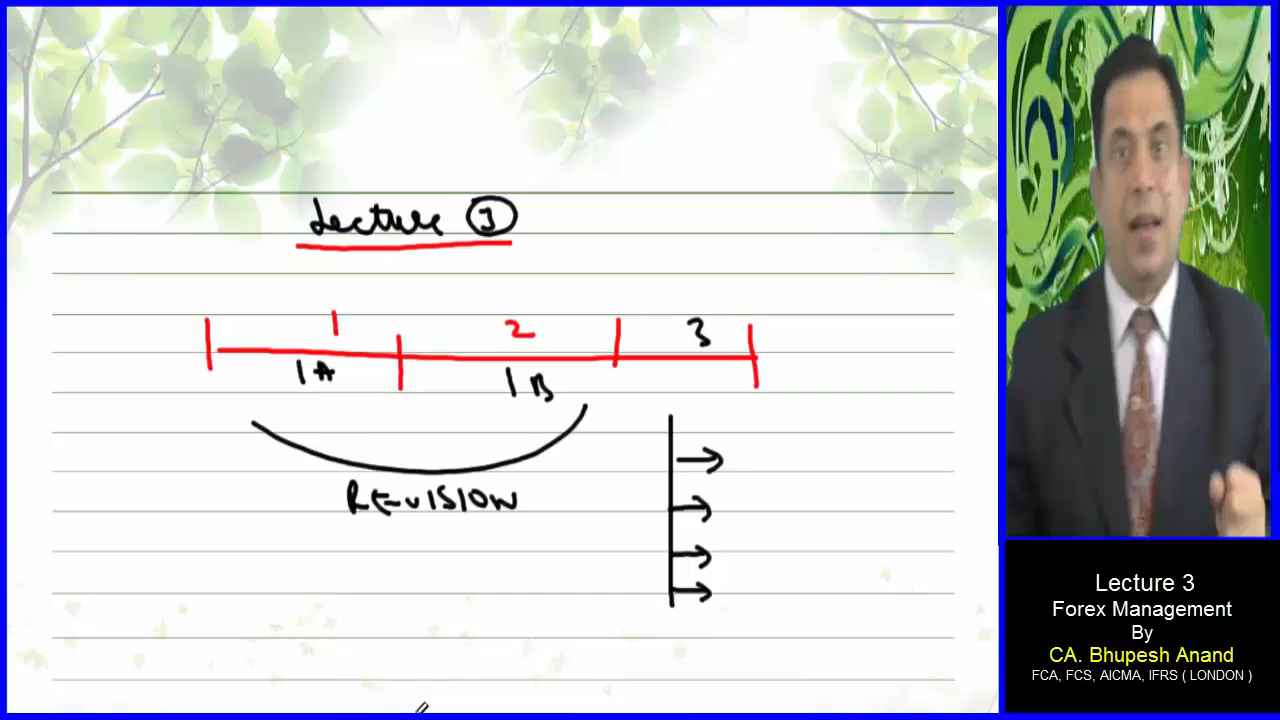 Lecture 3
1 2 3
1A 1B
REVISION
Lecture 3
Forex Management
By
CA. Bhupesh Anand
FCA, FCS, AICMA, IFRS ( LONDON )